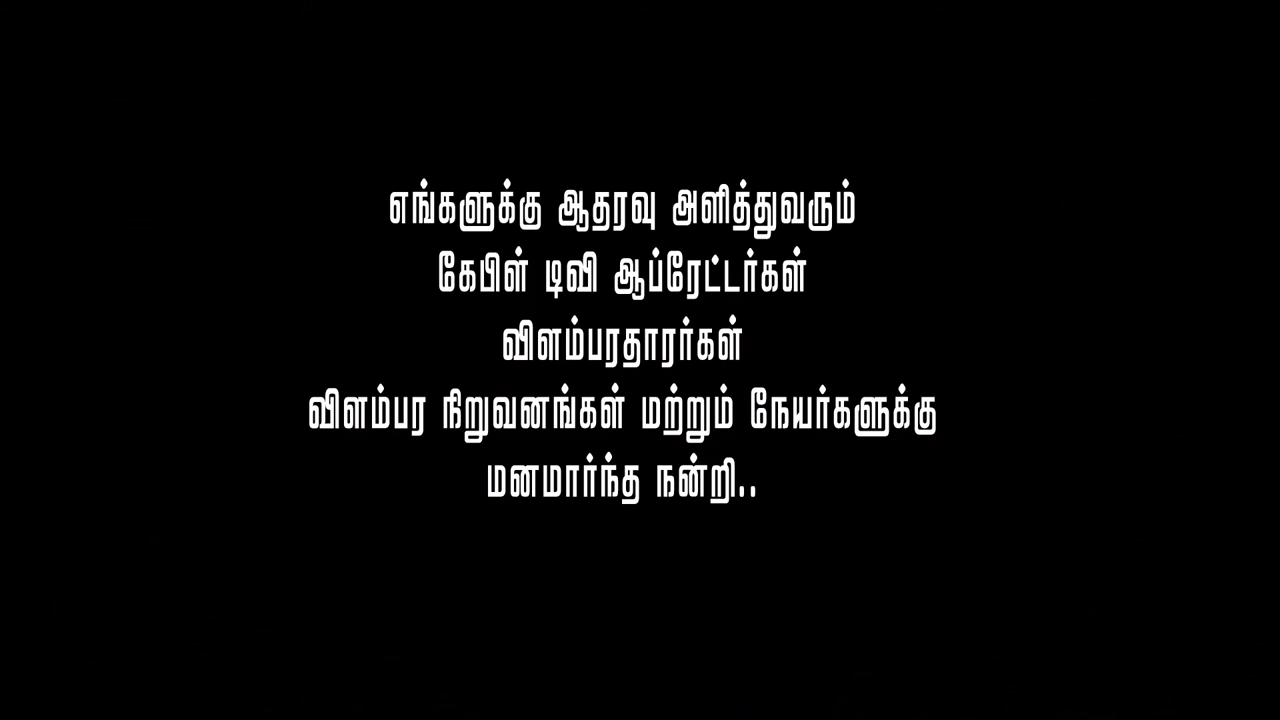 எங்களுக்கு ஆதரவு அளித்துவரும்
கேபிள் டிவி ஆப்ரேட்டர்கள்
விளம்பரதாரர்கள்
விளம்பர நிறுவனங்கள் மற்றும் நேயர்களுக்கு
மனமார்ந்த நன்றி..